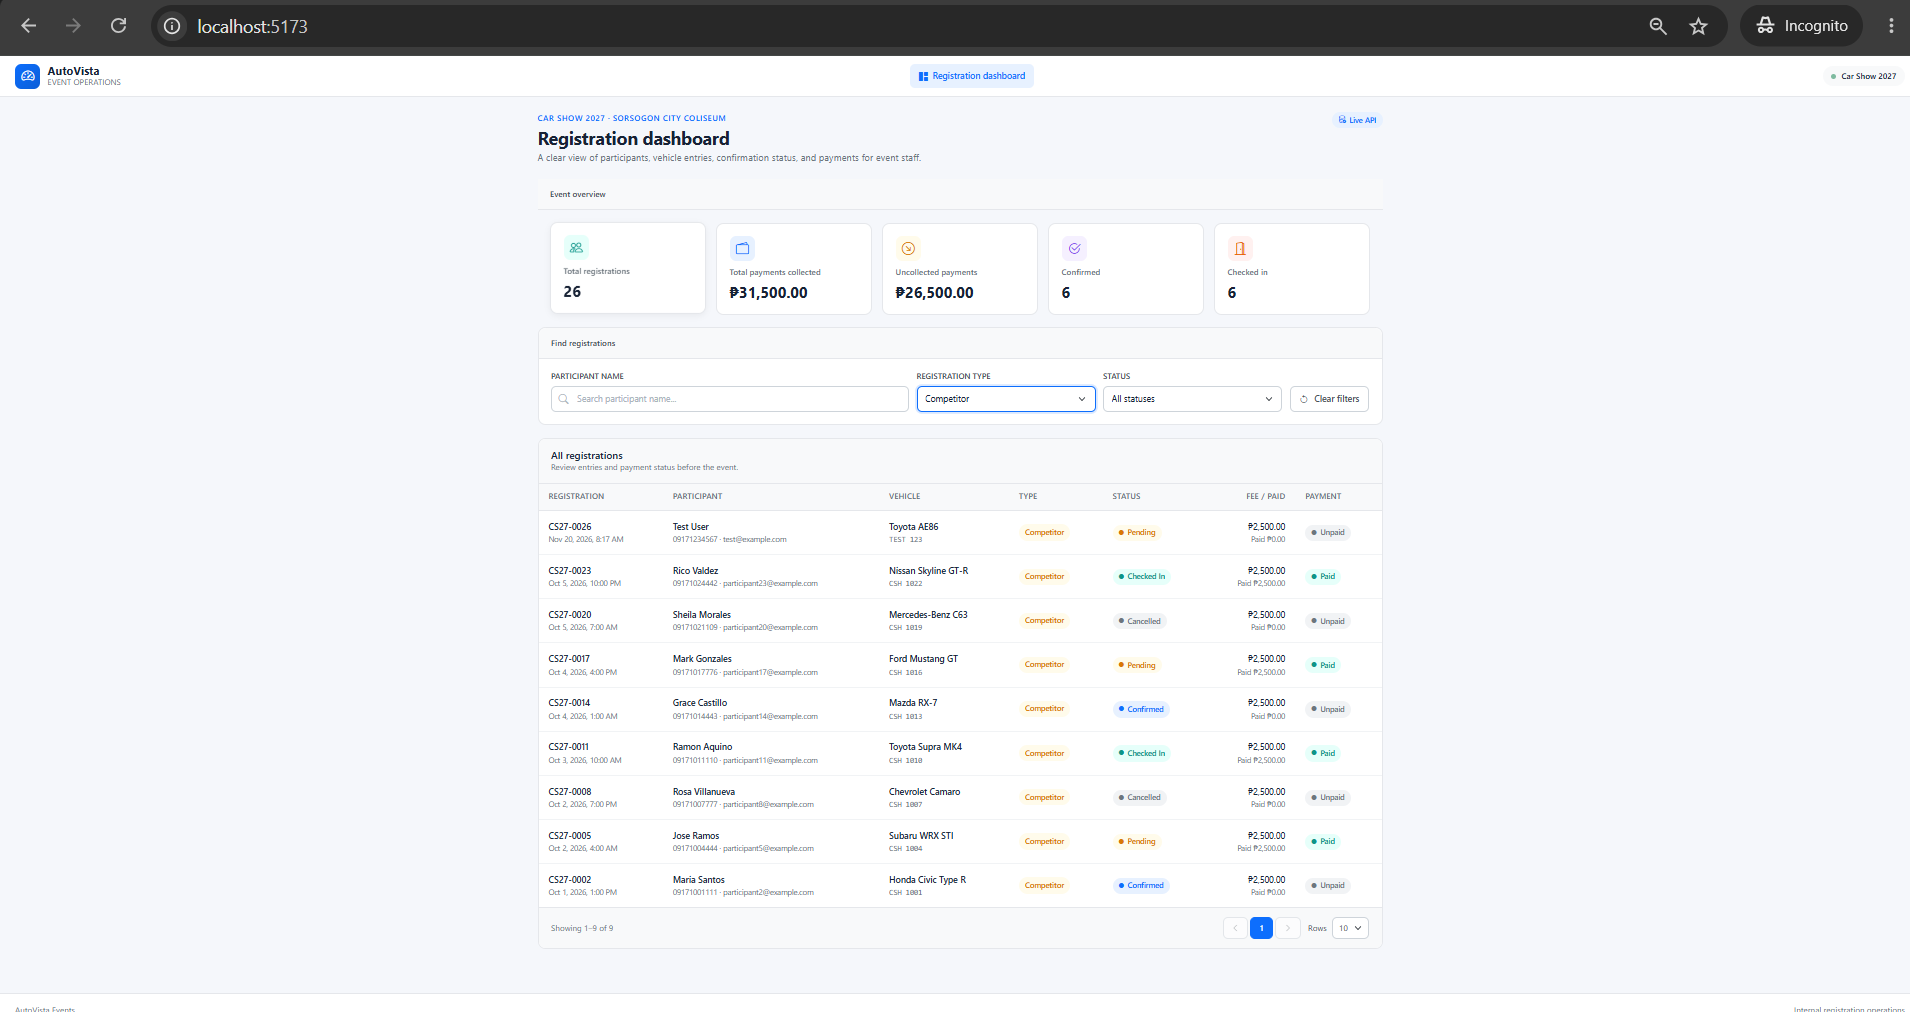 localhost:5173
Incognito
AutoVista
EVENT OPERATIONS
Registration dashboard
Car Show 2027
CAR SHOW 2027 · SORSOGON CITY COLISEUM
Live API
Registration dashboard
A clear view of participants, vehicle entries, confirmation status, and payments for event staff.
Event overview
Total registrations
26
Total payments collected
₱31,500.00
Uncollected payments
₱26,500.00
Confirmed
6
Checked in
6
Find registrations
PARTICIPANT NAME
Search participant name...
REGISTRATION TYPE
Competitor
STATUS
All statuses
Clear filters
All registrations
Review entries and payment status before the event.
REGISTRATION PARTICIPANT VEHICLE TYPE STATUS FEE / PAID PAYMENT
CS27-0026 Test User Toyota AE86 Competitor Pending ₱2,500.00 Unpaid
Nov 20, 2026, 8:17 AM 09171234567 · test@example.com TEST 123 Paid ₱0.00
CS27-0023 Rico Valdez Nissan Skyline GT-R Competitor Checked In ₱2,500.00 Paid
Oct 5, 2026, 10:00 PM 09171024442 · participant23@example.com CSH 1022 Paid ₱2,500.00
CS27-0020 Sheila Morales Mercedes-Benz C63 Competitor Cancelled ₱2,500.00 Unpaid
Oct 5, 2026, 7:00 AM 09171021109 · participant20@example.com CSH 1019 Paid ₱0.00
CS27-0017 Mark Gonzales Ford Mustang GT Competitor Pending ₱2,500.00 Paid
Oct 4, 2026, 4:00 PM 09171017776 · participant17@example.com CSH 1016 Paid ₱2,500.00
CS27-0014 Grace Castillo Mazda RX-7 Competitor Confirmed ₱2,500.00 Unpaid
Oct 4, 2026, 1:00 AM 09171014443 · participant14@example.com CSH 1013 Paid ₱0.00
CS27-0011 Ramon Aquino Toyota Supra MK4 Competitor Checked In ₱2,500.00 Paid
Oct 3, 2026, 10:00 AM 09171011110 · participant11@example.com CSH 1010 Paid ₱2,500.00
CS27-0008 Rosa Villanueva Chevrolet Camaro Competitor Cancelled ₱2,500.00 Unpaid
Oct 2, 2026, 7:00 PM 09171007777 · participant8@example.com CSH 1007 Paid ₱0.00
CS27-0005 Jose Ramos Subaru WRX STI Competitor Pending ₱2,500.00 Paid
Oct 2, 2026, 4:00 AM 09171004444 · participant5@example.com CSH 1004 Paid ₱2,500.00
CS27-0002 Maria Santos Honda Civic Type R Competitor Confirmed ₱2,500.00 Unpaid
Oct 1, 2026, 1:00 PM 09171001111 · participant2@example.com CSH 1001 Paid ₱0.00
Showing 1–9 of 9
1
Rows 10
AutoVista Events
Internal registration operations